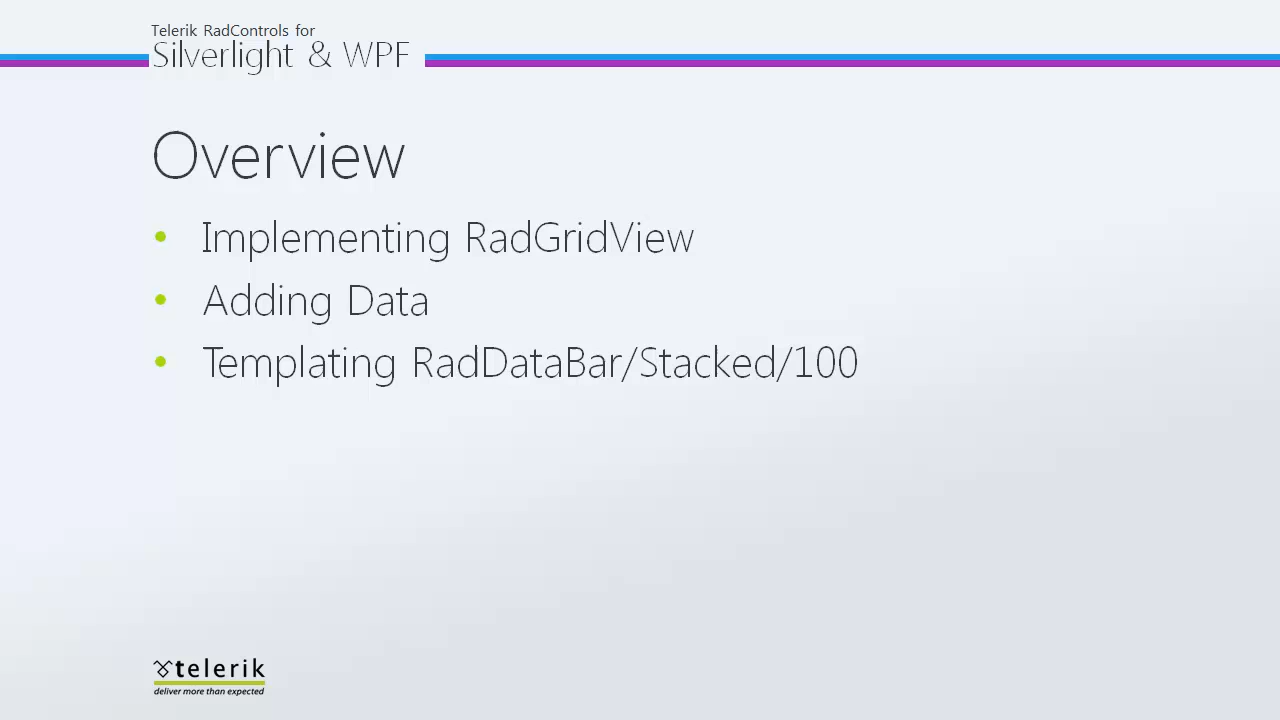 Telerik RadControls for
Silverlight & WPF
Overview
• Implementing RadGridView
• Adding Data
• Templating RadDataBar/Stacked/100
telerik
deliver more than expected